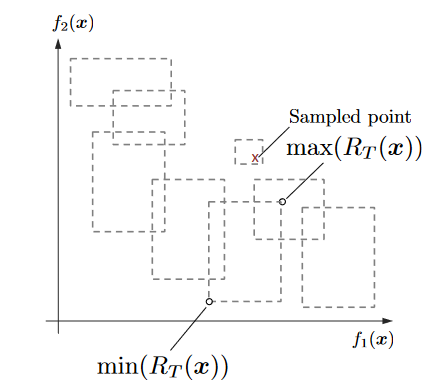 f₂(x)
Sampled point
x
max(R_T(x))
f₁(x)
min(R_T(x))